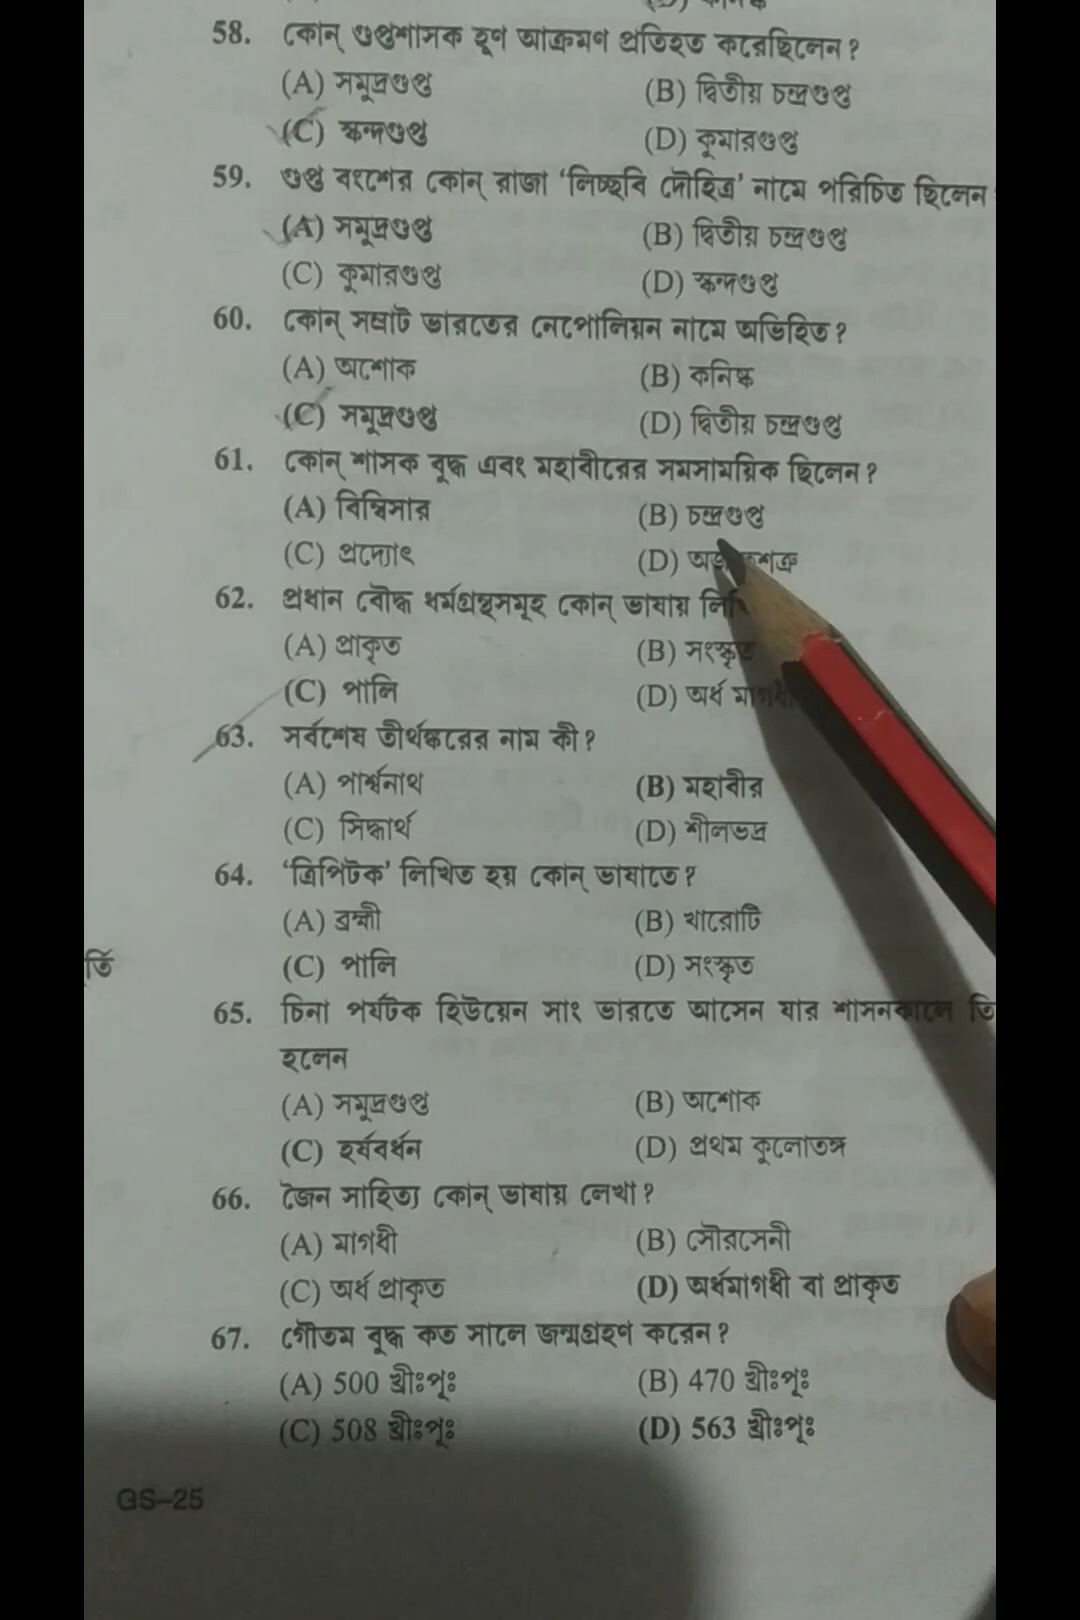 58. কোন্ গুপ্তশাসক হূণ আক্রমণ প্রতিহত করেছিলেন?
(A) সমুদ্রগুপ্ত (B) দ্বিতীয় চন্দ্রগুপ্ত
(C) স্কন্দগুপ্ত (D) কুমারগুপ্ত
59. গুপ্ত বংশের কোন্ রাজা ‘লিচ্ছবি দৌহিত্র’ নামে পরিচিত ছিলেন
(A) সমুদ্রগুপ্ত (B) দ্বিতীয় চন্দ্রগুপ্ত
(C) কুমারগুপ্ত (D) স্কন্দগুপ্ত
60. কোন্ সম্রাট ভারতের নেপোলিয়ন নামে অভিহিত?
(A) অশোক (B) কনিষ্ক
(C) সমুদ্রগুপ্ত (D) দ্বিতীয় চন্দ্রগুপ্ত
61. কোন্ শাসক বুদ্ধ এবং মহাবীরের সমসাময়িক ছিলেন?
(A) বিম্বিসার (B) চন্দ্রগুপ্ত
(C) প্রদ্যোৎ (D)
62. প্রধান বৌদ্ধ ধর্মগ্রন্থসমূহ কোন্ ভাষায়
(A) প্রাকৃত (B) সংস্কৃত
(C) পালি (D) অর্ধ মাগধী
63. সর্বশেষ তীর্থঙ্করের নাম কী?
(A) পার্শ্বনাথ (B) মহাবীর
(C) সিদ্ধার্থ (D) শীলভদ্র
64. ‘ত্রিপিটক’ লিখিত হয় কোন্ ভাষাতে?
(A) ব্রহ্মী (B) খারোটি
(C) পালি (D) সংস্কৃত
65. চিনা পর্যটক হিউয়েন সাং ভারতে আসেন যার শাসনকালে তি
হলেন
(A) সমুদ্রগুপ্ত (B) অশোক
(C) হর্ষবর্ধন (D) প্রথম কুলোতঙ্গ
66. জৈন সাহিত্য কোন্ ভাষায় লেখা?
(A) মাগধী (B) সৌরসেনী
(C) অর্ধ প্রাকৃত (D) অর্ধমাগধী বা প্রাকৃত
67. গৌতম বুদ্ধ কত সালে জন্মগ্রহণ করেন?
(A) 500 খ্রীঃপূঃ (B) 470 খ্রীঃপূঃ
(C) 508 খ্রীঃপূঃ (D) 563 খ্রীঃপূঃ
GS–25